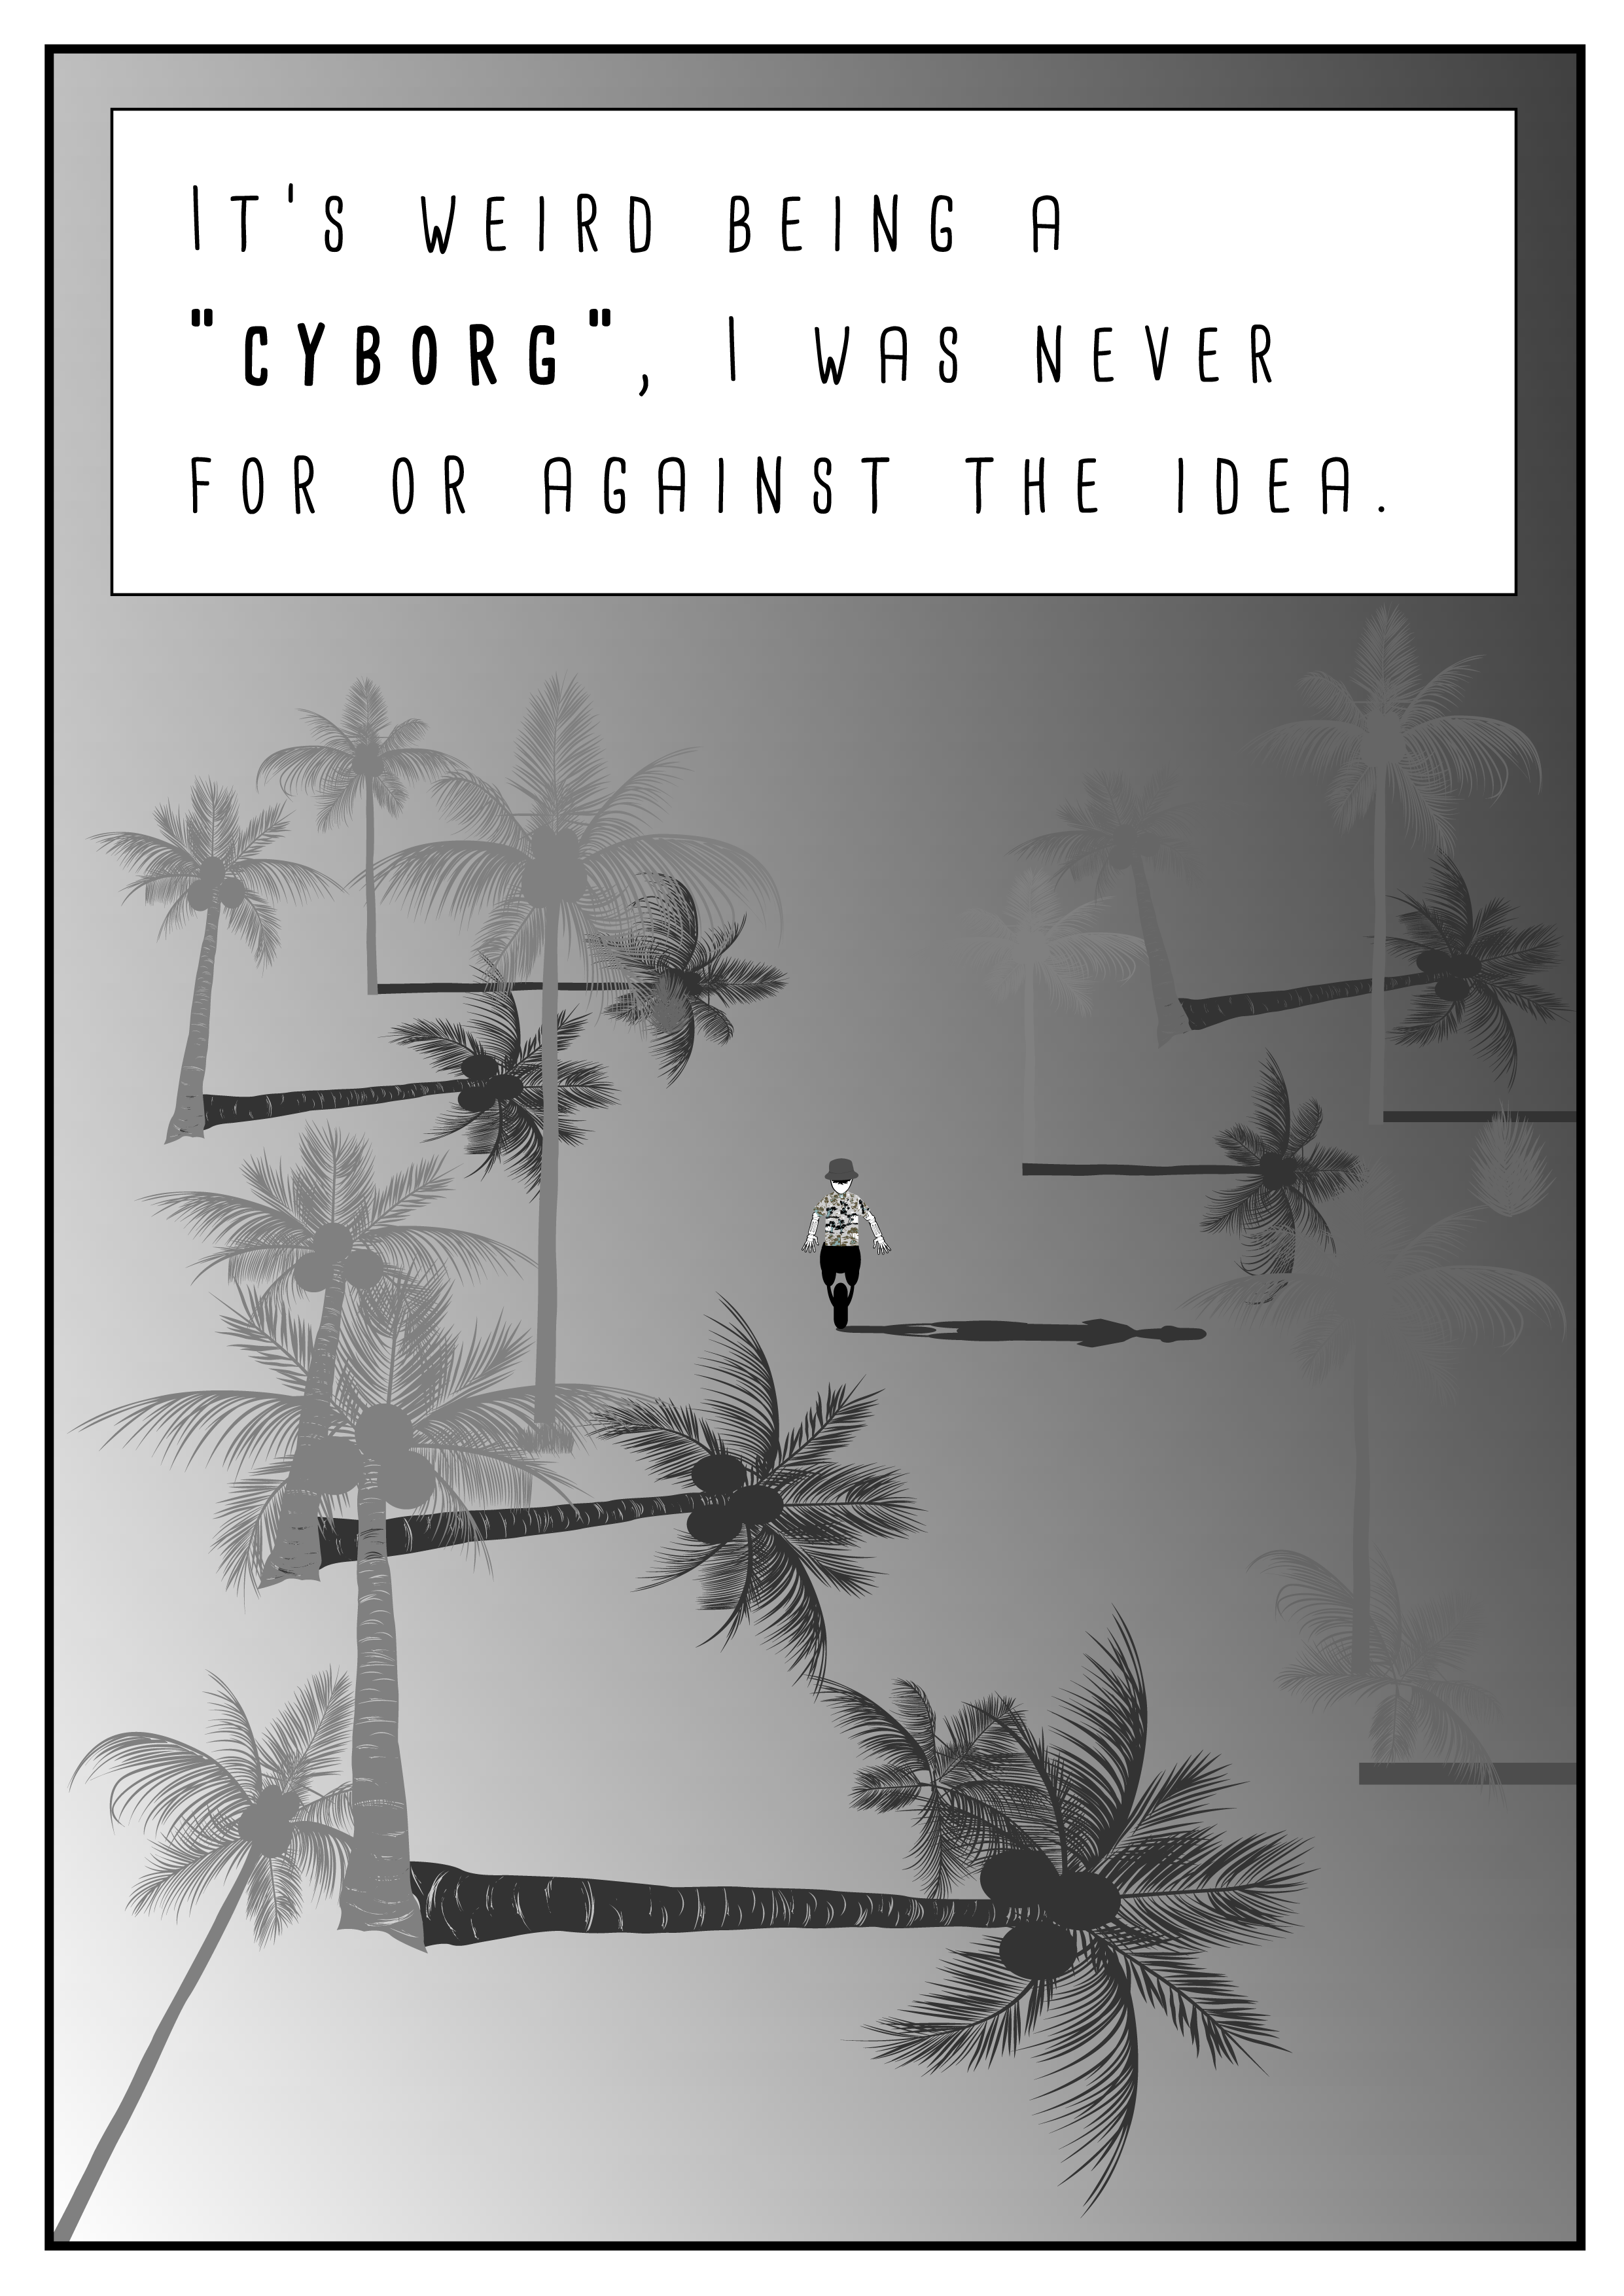 It's weird being a
"cyborg", I was never
for or against the idea.